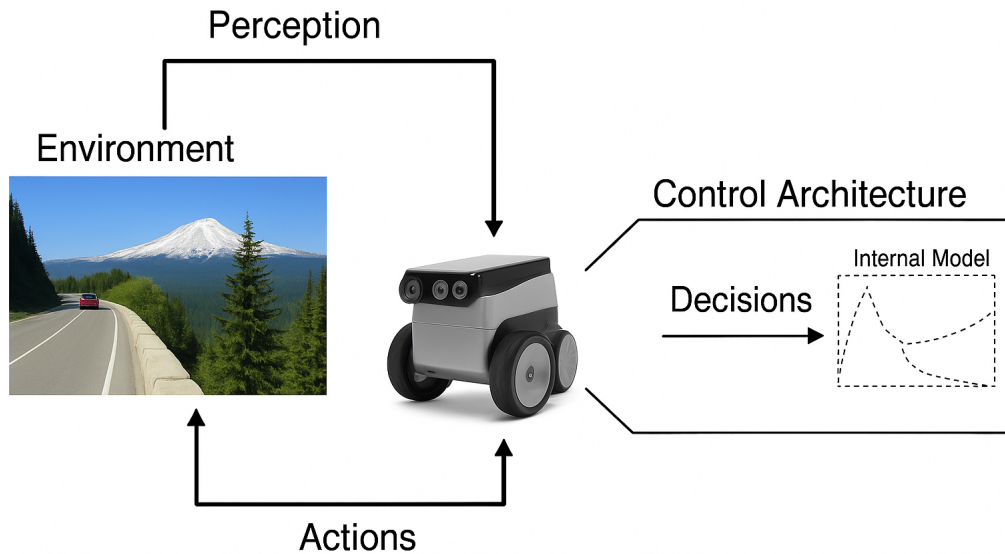 Perception
Environment
Control Architecture
Internal Model
Decisions
Actions